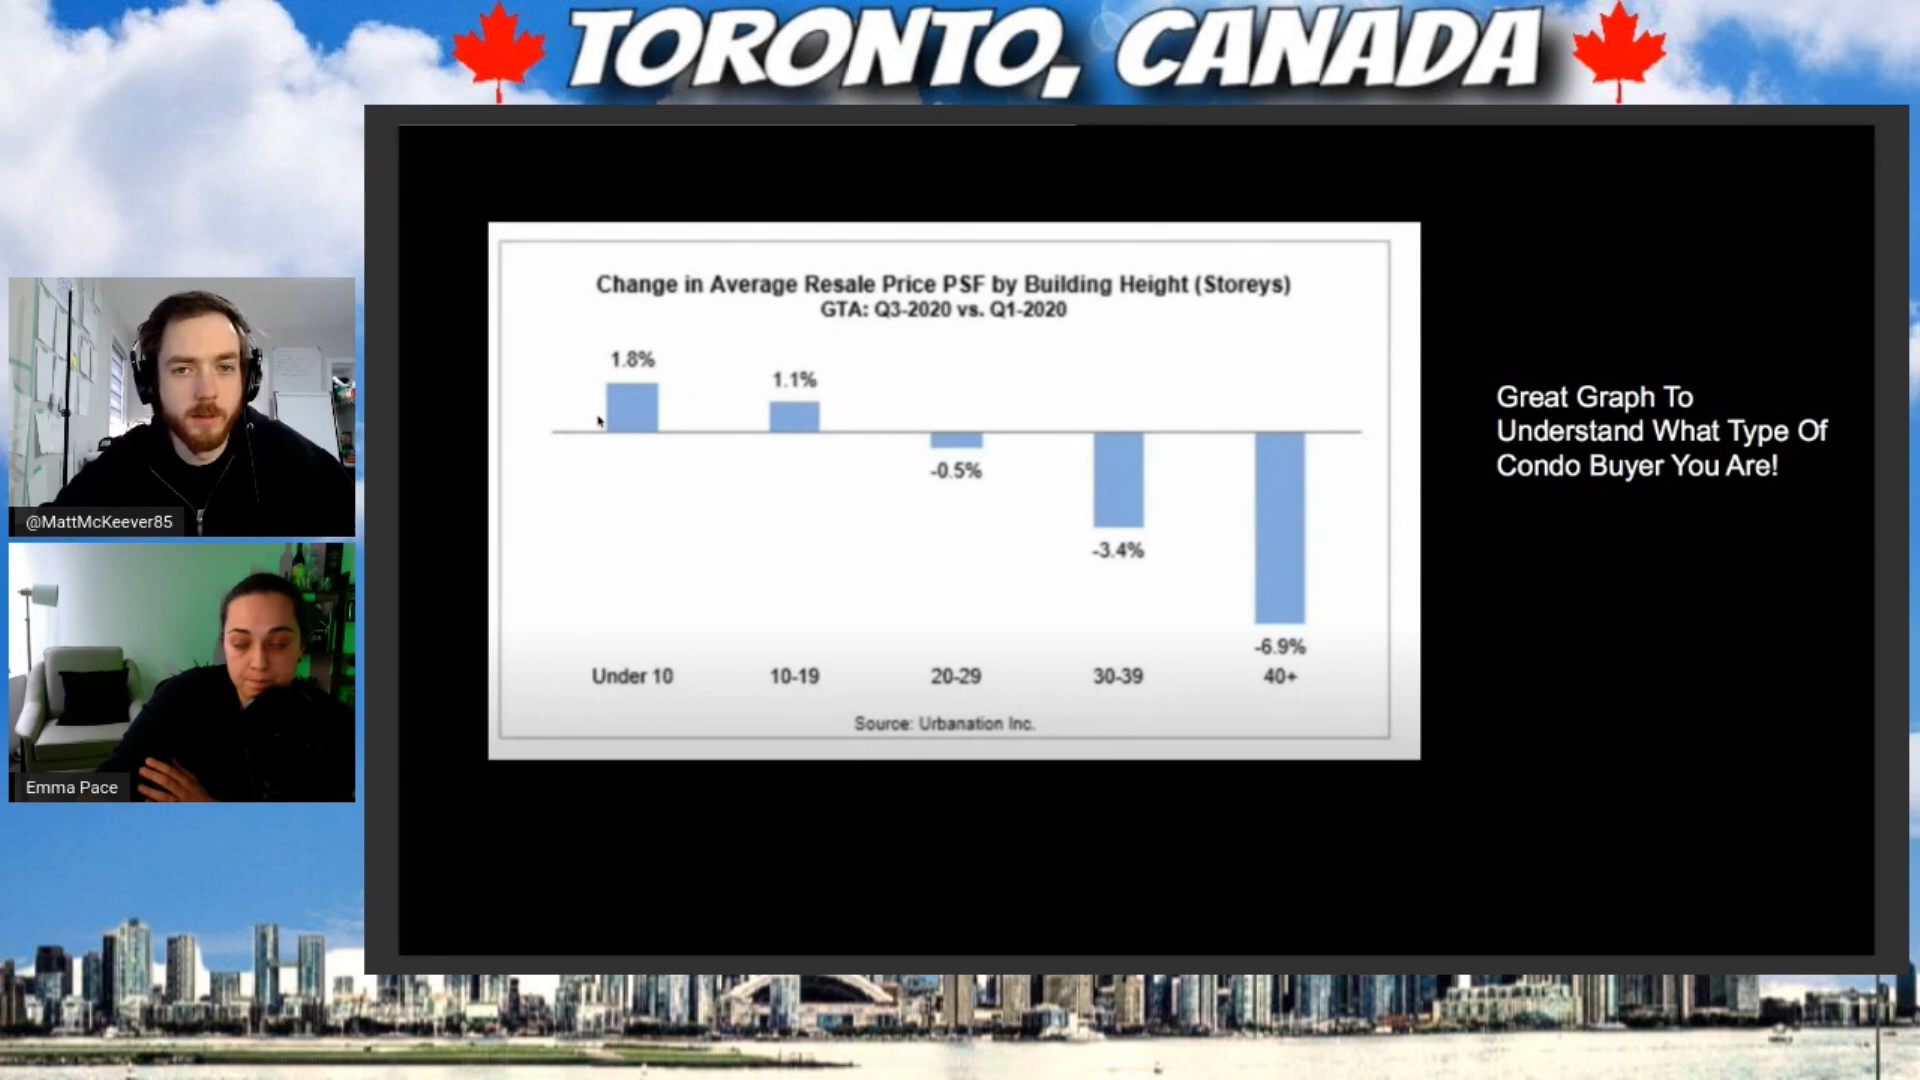 TORONTO, CANADA
Change in Average Resale Price PSF by Building Height (Storeys)
GTA: Q3-2020 vs. Q1-2020
1.8%
1.1%
-0.5%
-3.4%
-6.9%
Under 10
10-19
20-29
30-39
40+
Source: Urbanation Inc.
Great Graph To
Understand What Type Of
Condo Buyer You Are!
@MattMcKeever85
Emma Pace